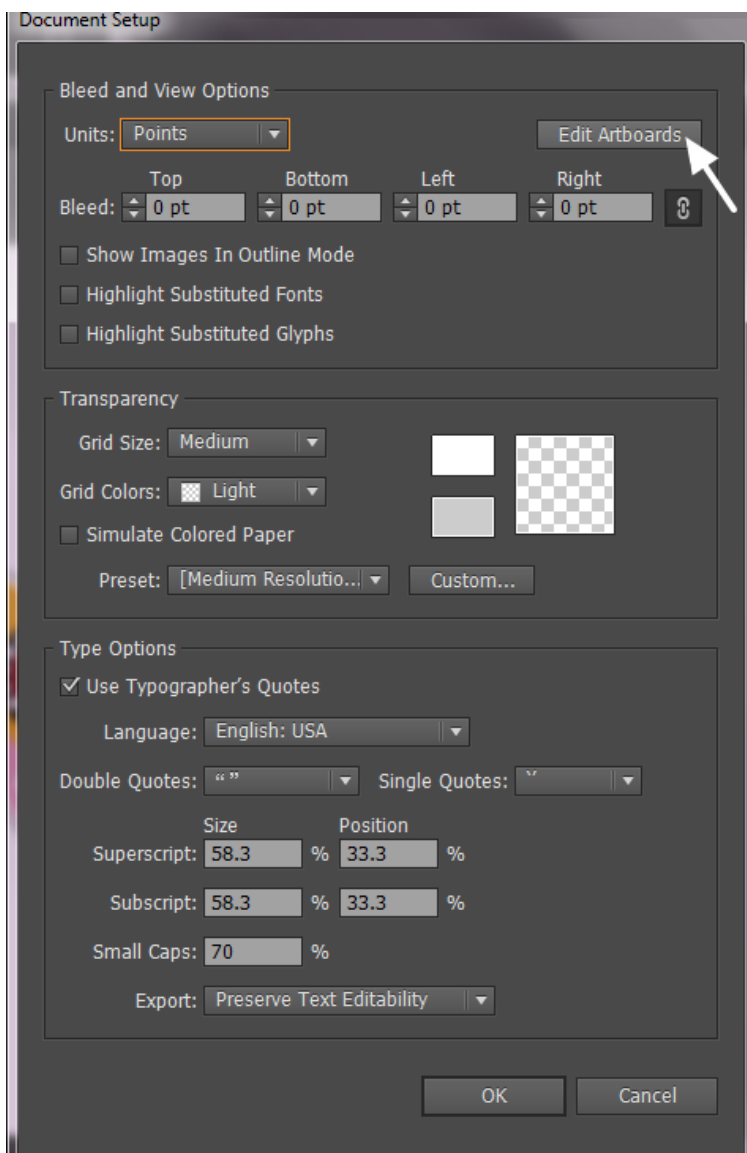 Document Setup
Bleed and View Options
Units: Points Edit Artboards
Top Bottom Left Right
Bleed: 0 pt 0 pt 0 pt 0 pt
Show Images In Outline Mode
Highlight Substituted Fonts
Highlight Substituted Glyphs
Transparency
Grid Size: Medium
Grid Colors: Light
Simulate Colored Paper
Preset: [Medium Resolutio... Custom...
Type Options
Use Typographer's Quotes
Language: English: USA
Double Quotes: “ ” Single Quotes: ‘’
Size Position
Superscript: 58.3 % 33.3 %
Subscript: 58.3 % 33.3 %
Small Caps: 70 %
Export: Preserve Text Editability
OK Cancel